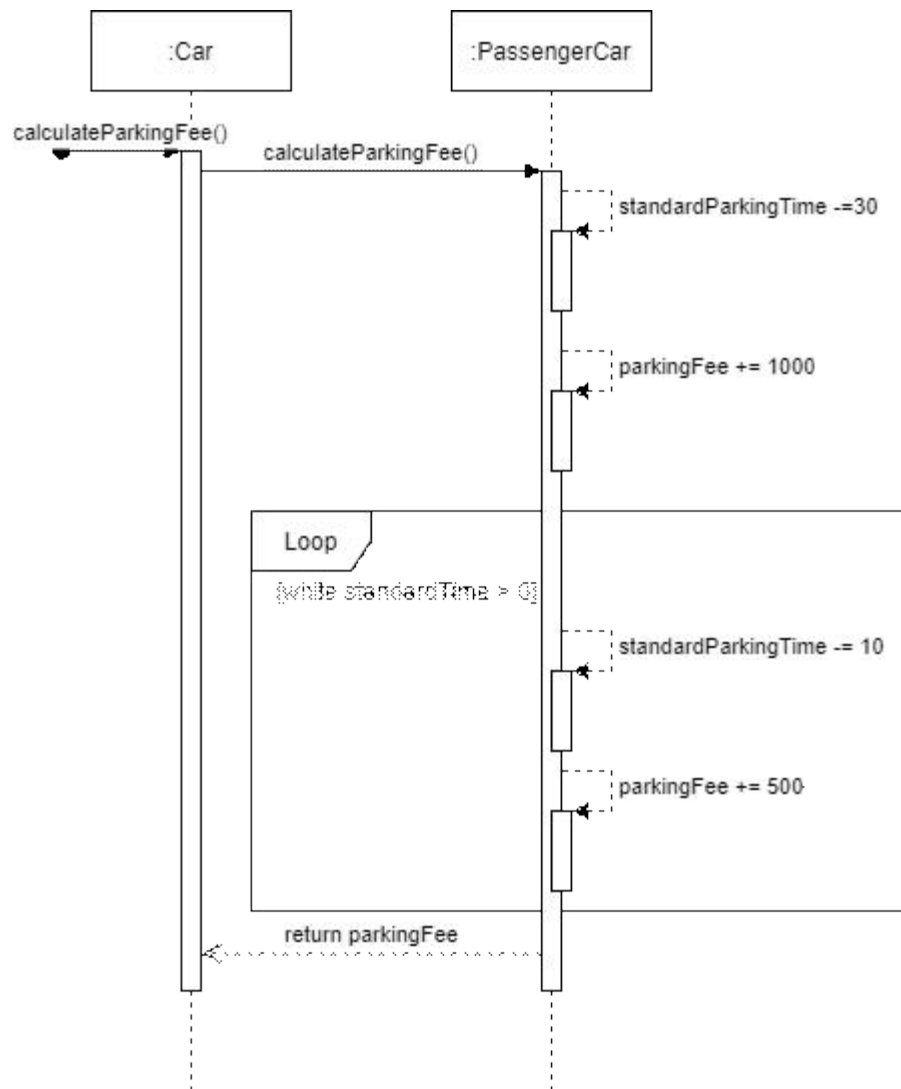 :Car
:PassengerCar
calculateParkingFee()
calculateParkingFee()
standardParkingTime -=30
parkingFee += 1000
Loop
[while standardTime > 0]
standardParkingTime -= 10
parkingFee += 500
return parkingFee